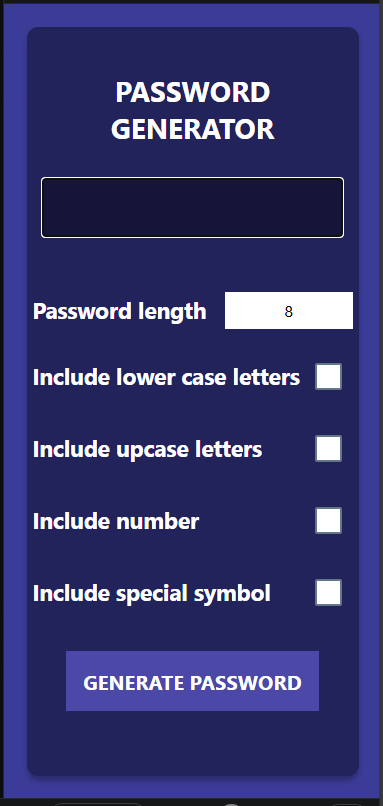 PASSWORD
GENERATOR
Password length 8
Include lower case letters
Include upcase letters
Include number
Include special symbol
GENERATE PASSWORD